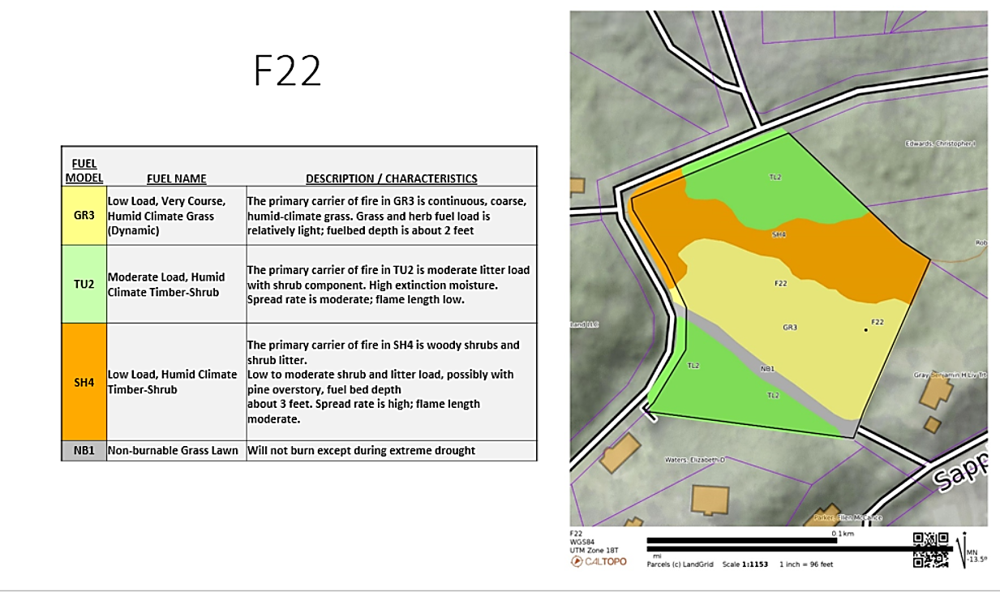 F22
FUEL
MODEL
FUEL NAME
DESCRIPTION / CHARACTERISTICS
GR3
Low Load, Very Course,
Humid Climate Grass
(Dynamic)
The primary carrier of fire in GR3 is continuous, coarse,
humid-climate grass. Grass and herb fuel load is
relatively light; fuelbed depth is about 2 feet
TU2
Moderate Load, Humid
Climate Timber-Shrub
The primary carrier of fire in TU2 is moderate litter load
with shrub component. High extinction moisture.
Spread rate is moderate; flame length low.
SH4
Low Load, Humid Climate
Timber-Shrub
The primary carrier of fire in SH4 is woody shrubs and
shrub litter.
Low to moderate shrub and litter load, possibly with
pine overstory, fuel bed depth
about 3 feet. Spread rate is high; flame length
moderate.
NB1
Non-burnable Grass Lawn
Will not burn except during extreme drought
Edwards, Christopher I
TL2
SH4
Rob
F22
F22
GR3
Land LLC
TL2
NB1
TL2
Gray Benjamin H Liv Trt
Waters, Elizabeth D
Sapp
Parker, Ellen McCance
F22
WGS84
UTM Zone 18T
CALTOPO
0.1 km
mi
Parcels (c) LandGrid Scale 1:1153 1 inch = 96 feet
MN
-13.5°